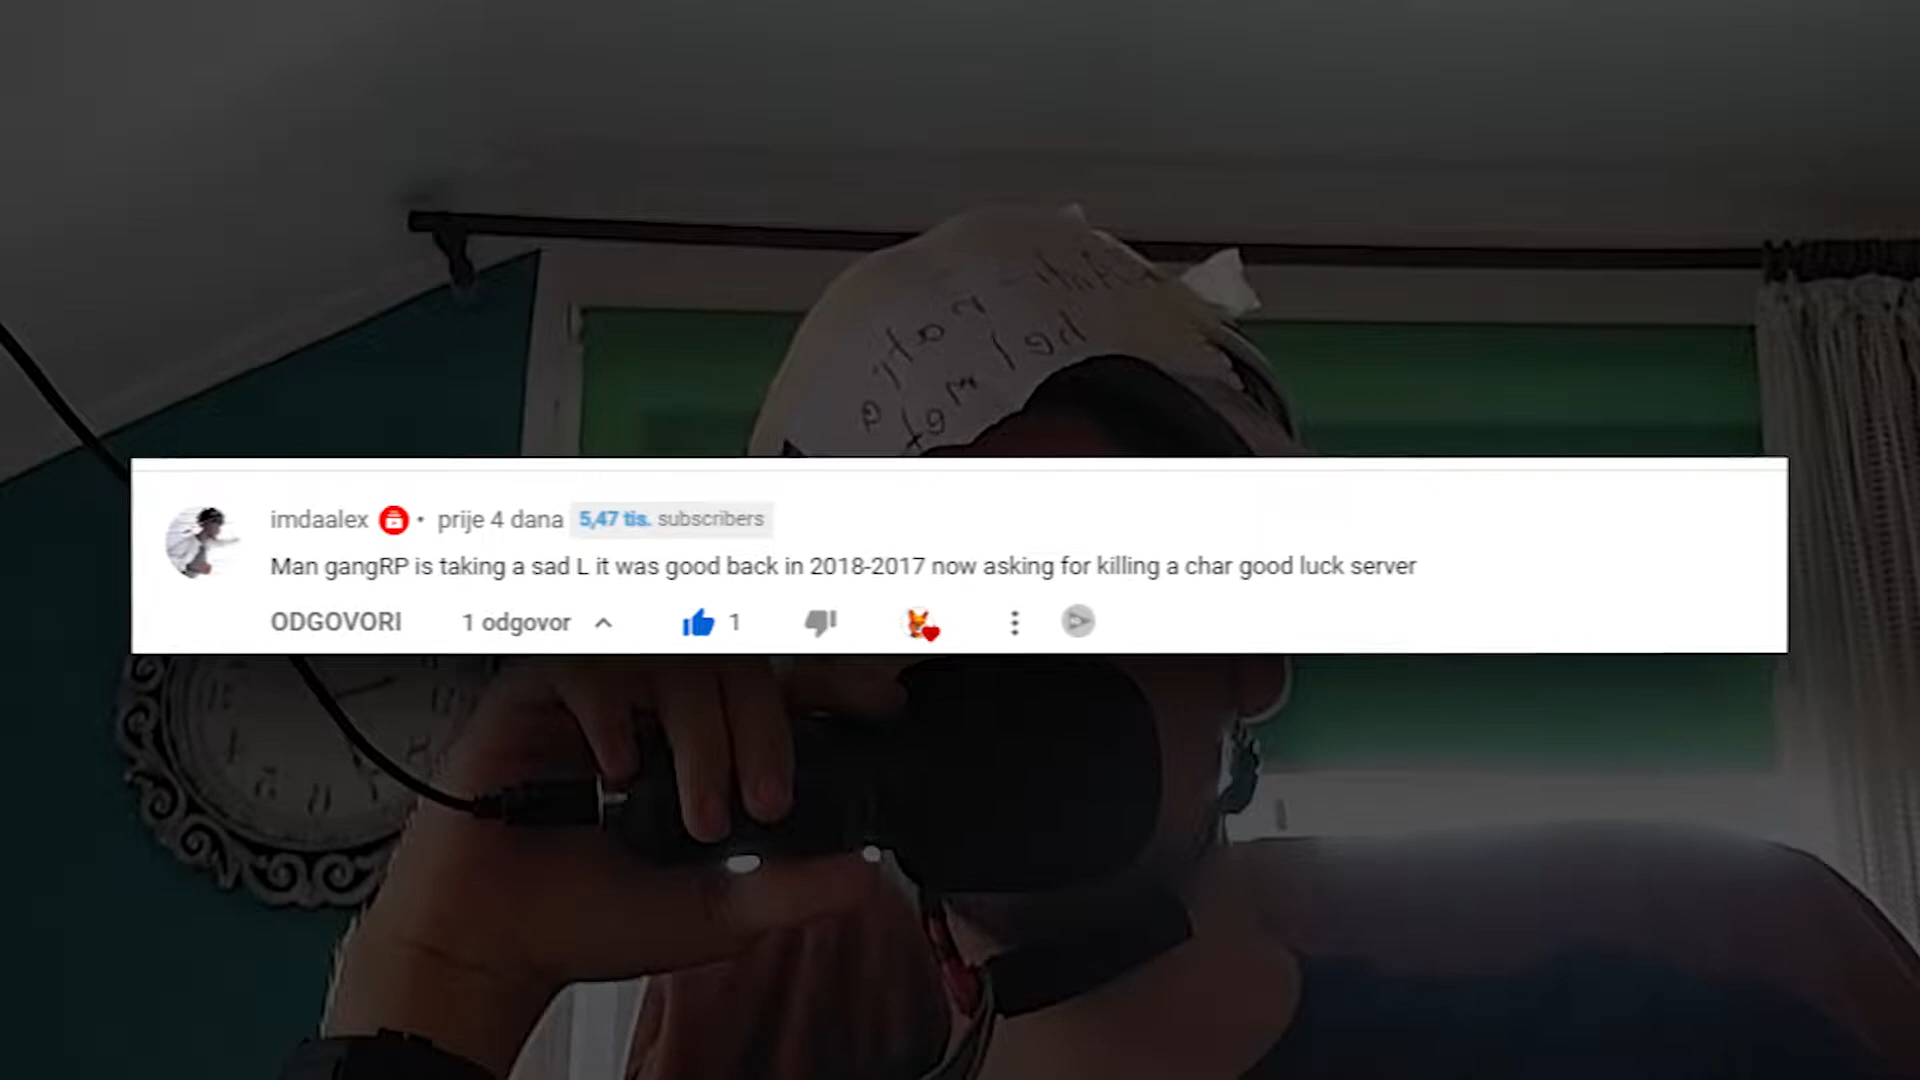 imdaalex • prije 4 dana 5,47 tis. subscribers
Man gangRP is taking a sad L it was good back in 2018-2017 now asking for killing a char good luck server
ODGOVORI 1 odgovor 1